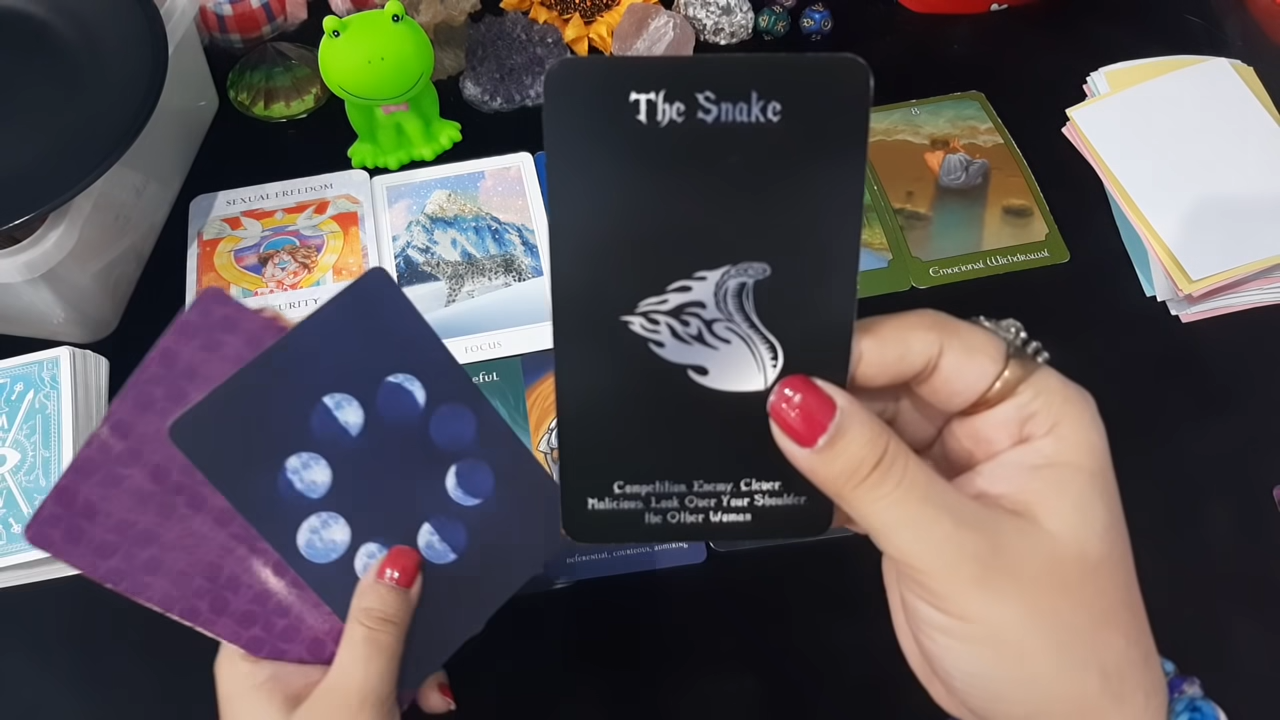 The Snake
8
SEXUAL FREEDOM
URITY
FOCUS
Emotional Withdrawal
eful
Competition, Enemy, Clever,
Malicious, Look Over Your Shoulder,
the Other Woman
deferential, courteous, admiring